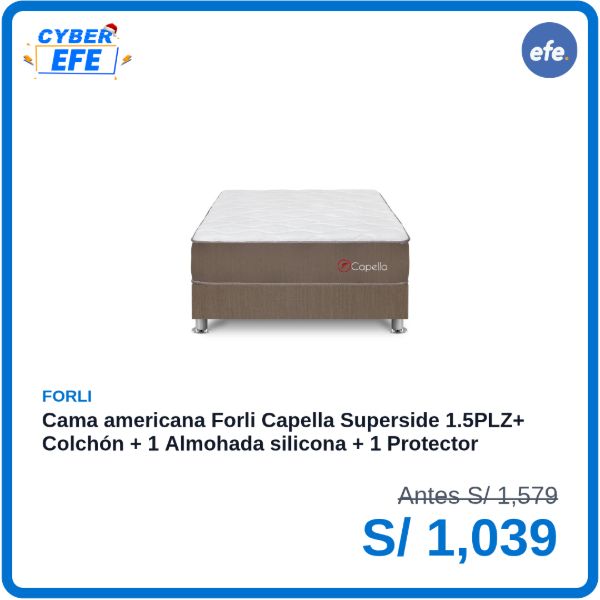 CYBER
EFE
efe.
Capella
FORLI
Cama americana Forli Capella Superside 1.5PLZ+
Colchón + 1 Almohada silicona + 1 Protector
Antes S/ 1,579
S/ 1,039